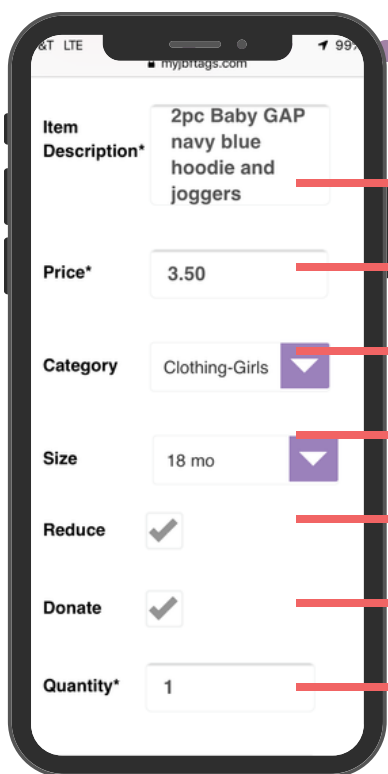 &T LTE 99%
myjbftags.com
Item
Description*
2pc Baby GAP
navy blue
hoodie and
joggers
Price*
3.50
Category
Clothing-Girls
Size
18 mo
Reduce
Donate
Quantity*
1